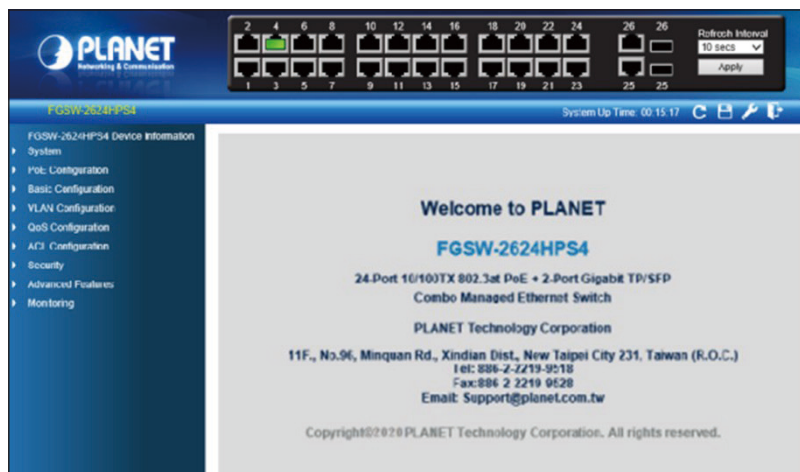 PLANET
Networking & Communication
2 4 6 8 10 12 14 16 18 20 22 24 26 26
1 3 5 7 9 11 13 15 17 19 21 23 25 25
Refresh Interval
10 secs
Apply
FGSW-2624HPS4
System Up Time: 00:15:17
FGSW-2624HPS4 Device Information
System
PoE Configuration
Basic Configuration
VLAN Configuration
QoS Configuration
ACL Configuration
Security
Advanced Features
Monitoring
Welcome to PLANET
FGSW-2624HPS4
24-Port 10/100TX 802.3at PoE + 2-Port Gigabit TP/SFP
Combo Managed Ethernet Switch
PLANET Technology Corporation
11F., No.96, Minquan Rd., Xindian Dist., New Taipei City 231, Taiwan (R.O.C.)
Tel: 886-2-2219-9518
Fax:886-2-2219-9528
Email: Support@planet.com.tw
Copyright©2020 PLANET Technology Corporation. All rights reserved.